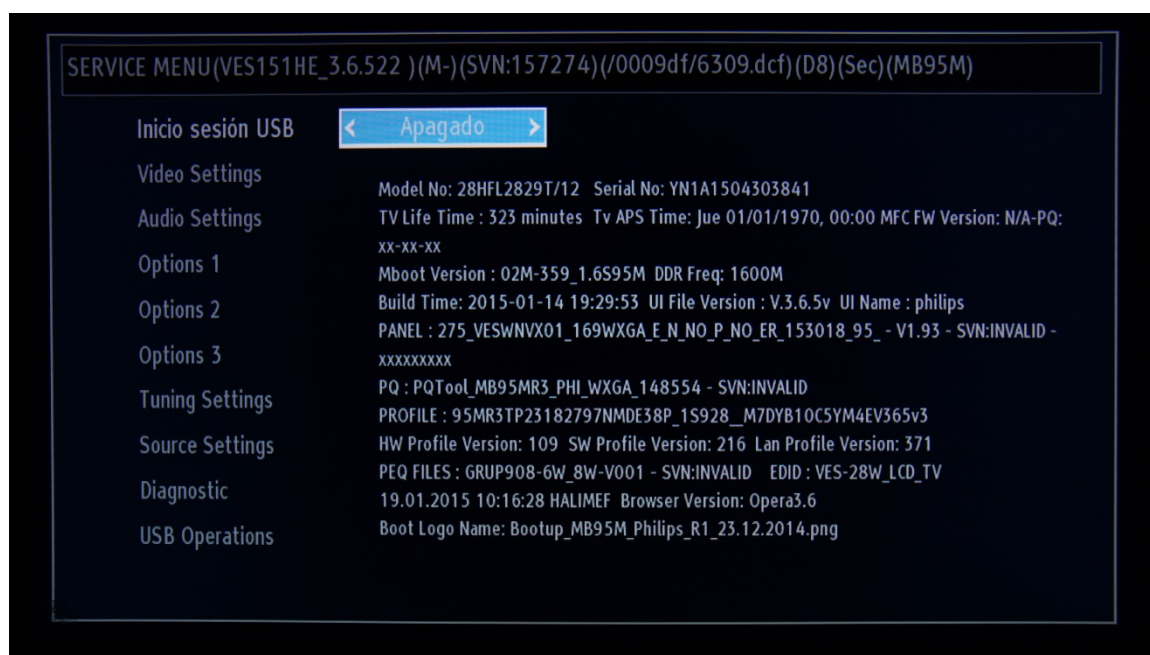 SERVICE MENU(VES151HE_3.6.522 )(M-)(SVN:157274)(/0009df/6309.dcf)(D8)(Sec)(MB95M)
Inicio sesión USB < Apagado >
Video Settings
Audio Settings
Options 1
Options 2
Options 3
Tuning Settings
Source Settings
Diagnostic
USB Operations
Model No: 28HFL2829T/12 Serial No: YN1A1504303841
TV Life Time : 323 minutes Tv APS Time: Jue 01/01/1970, 00:00 MFC FW Version: N/A-PQ:
xx-xx-xx
Mboot Version : 02M-359_1.6S95M DDR Freq: 1600M
Build Time: 2015-01-14 19:29:53 UI File Version : V.3.6.5v UI Name : philips
PANEL : 275_VESWNVX01_169WXGA_E_N_NO_P_NO_ER_153018_95_ - V1.93 - SVN:INVALID -
xxxxxxxxx
PQ : PQTool_MB95MR3_PHI_WXGA_148554 - SVN:INVALID
PROFILE : 95MR3TP23182797NMDE38P_1S928__M7DYB10C5YM4EV365v3
HW Profile Version: 109 SW Profile Version: 216 Lan Profile Version: 371
PEQ FILES : GRUP908-6W_8W-V001 - SVN:INVALID EDID : VES-28W_LCD_TV
19.01.2015 10:16:28 HALIMEF Browser Version: Opera3.6
Boot Logo Name: Bootup_MB95M_Philips_R1_23.12.2014.png